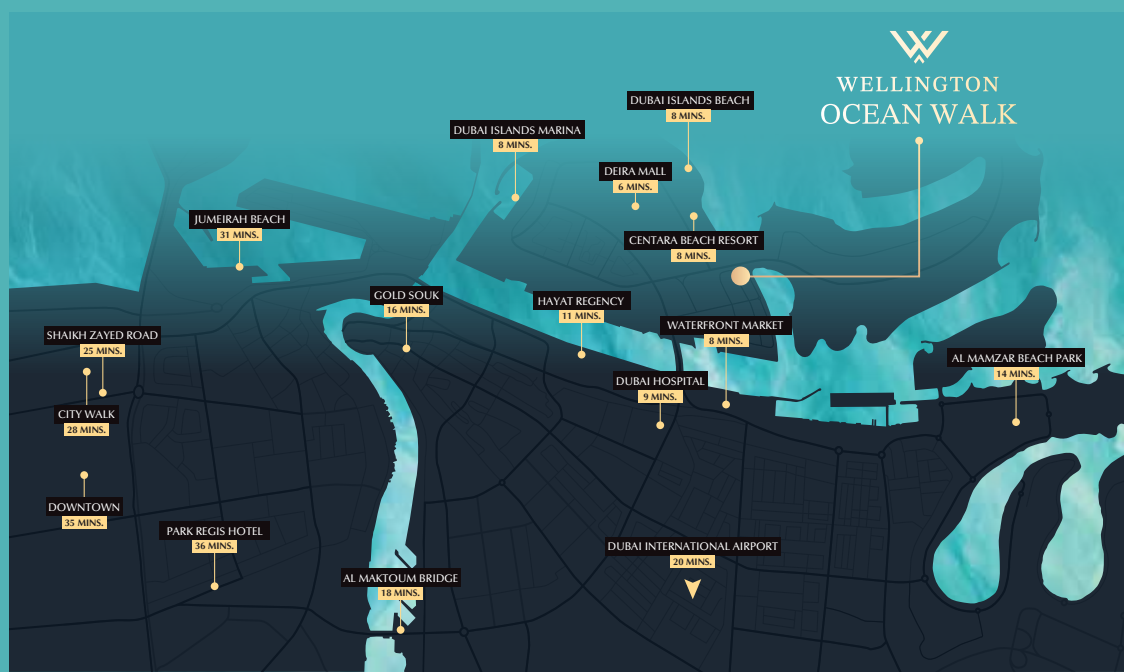 WELLINGTON
OCEAN WALK
DUBAI ISLANDS BEACH
8 MINS.
DUBAI ISLANDS MARINA
8 MINS.
DEIRA MALL
6 MINS.
JUMEIRAH BEACH
31 MINS.
CENTARA BEACH RESORT
8 MINS.
GOLD SOUK
16 MINS.
HAYAT REGENCY
11 MINS.
WATERFRONT MARKET
8 MINS.
SHAIKH ZAYED ROAD
25 MINS.
AL MAMZAR BEACH PARK
14 MINS.
DUBAI HOSPITAL
9 MINS.
CITY WALK
28 MINS.
DOWNTOWN
35 MINS.
PARK REGIS HOTEL
36 MINS.
DUBAI INTERNATIONAL AIRPORT
20 MINS.
AL MAKTOUM BRIDGE
18 MINS.